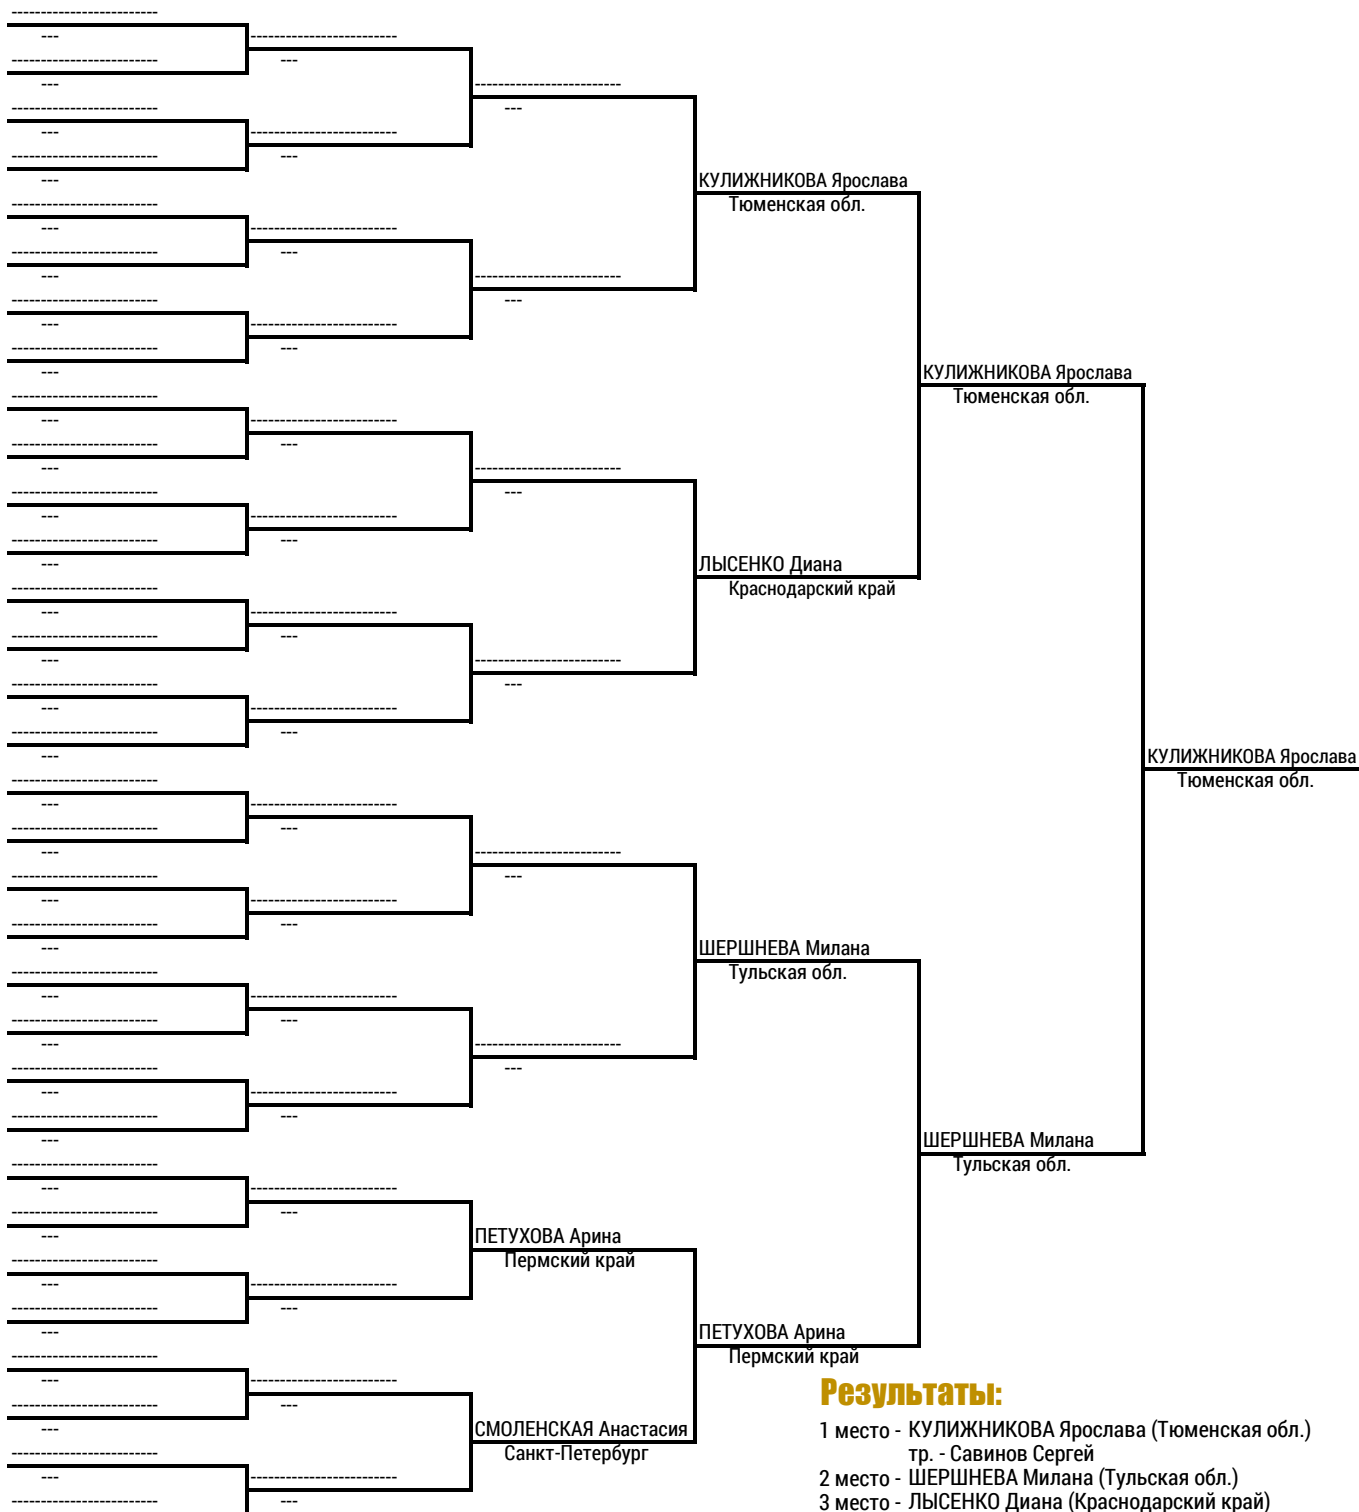 КУЛИЖНИКОВА Ярослава
Тюменская обл.
КУЛИЖНИКОВА Ярослава
Тюменская обл.
ЛЫСЕНКО Диана
Краснодарский край
КУЛИЖНИКОВА Ярослава
Тюменская обл.
ШЕРШНЕВА Милана
Тульская обл.
ШЕРШНЕВА Милана
Тульская обл.
ПЕТУХОВА Арина
Пермский край
ПЕТУХОВА Арина
Пермский край
СМОЛЕНСКАЯ Анастасия
Санкт-Петербург
Результаты:
1 место - КУЛИЖНИКОВА Ярослава (Тюменская обл.)
тр. - Савинов Сергей
2 место - ШЕРШНЕВА Милана (Тульская обл.)
3 место - ЛЫСЕНКО Диана (Краснодарский край)